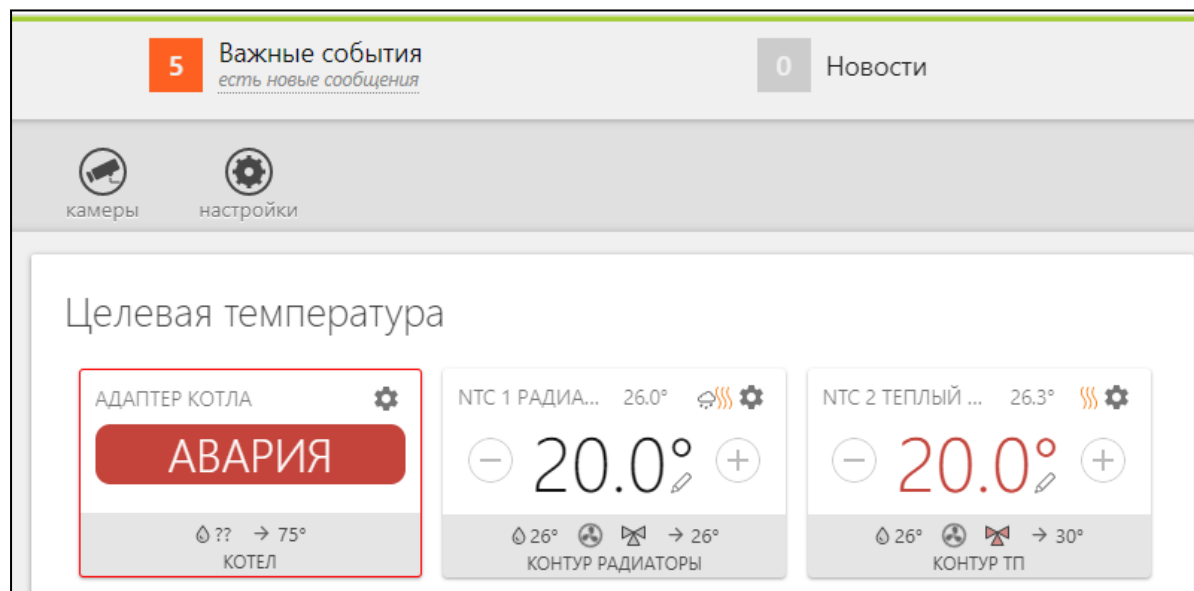 5 Важные события
есть новые сообщения
0 Новости
камеры
настройки
Целевая температура
АДАПТЕР КОТЛА
АВАРИЯ
?? → 75°
КОТЕЛ
NTC 1 РАДИА... 26.0°
20.0°
26° → 26°
КОНТУР РАДИАТОРЫ
NTC 2 ТЕПЛЫЙ ... 26.3°
20.0°
26° → 30°
КОНТУР ТП